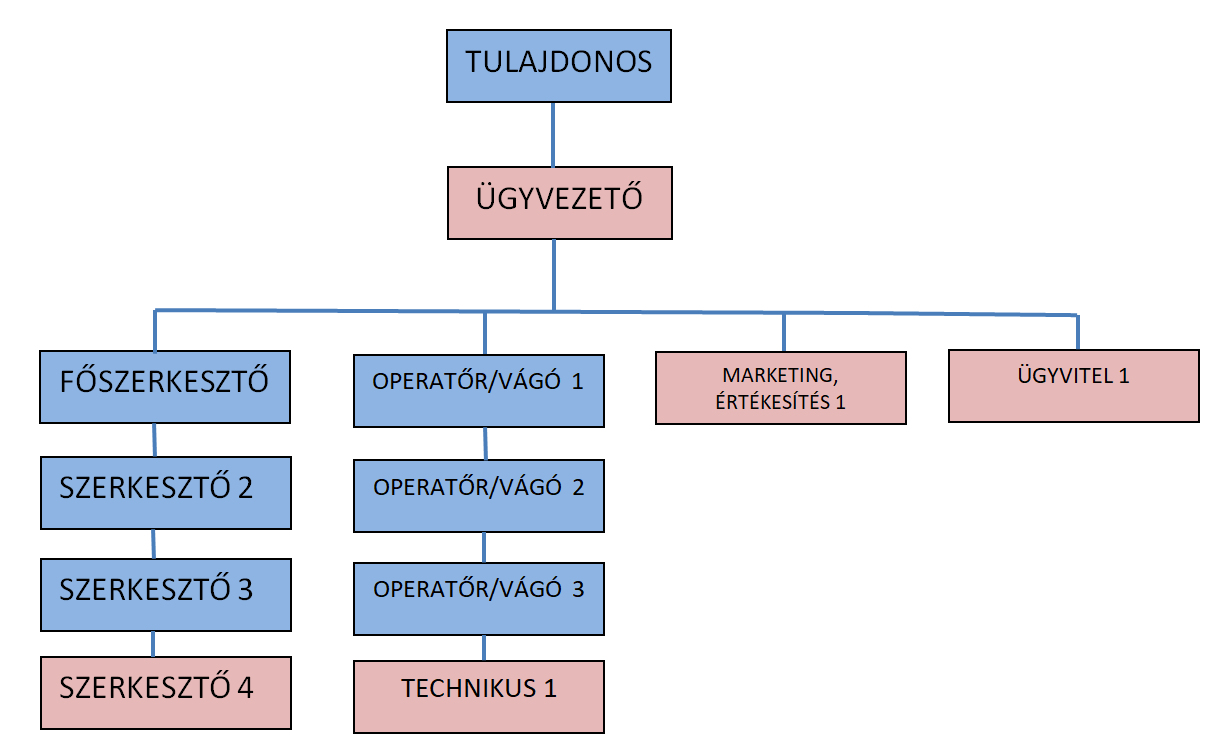 TULAJDONOS
ÜGYVEZETŐ
FŐSZERKESZTŐ
OPERATŐR/VÁGÓ 1
MARKETING,
ÉRTÉKESÍTÉS 1
ÜGYVITEL 1
SZERKESZTŐ 2
OPERATŐR/VÁGÓ 2
SZERKESZTŐ 3
OPERATŐR/VÁGÓ 3
SZERKESZTŐ 4
TECHNIKUS 1